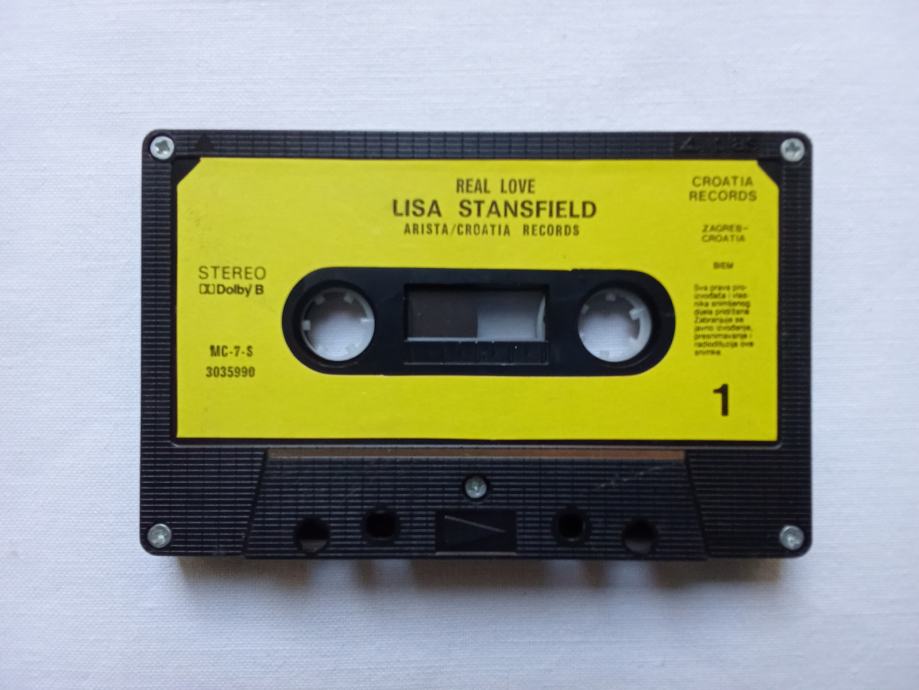 REAL LOVE
LISA STANSFIELD
ARISTA/CROATIA RECORDS
CROATIA
RECORDS
ZAGREB-
CROATIA
BIEM
Sva prava pro-
izvođača i vlas-
nika snimljenog
djela pridržana
Zabranjuje se
javno izvođenje,
presnimavanje i
radiodifuzija ove
snimke
STEREO
Dolby B
MC-7-S
3035990
1